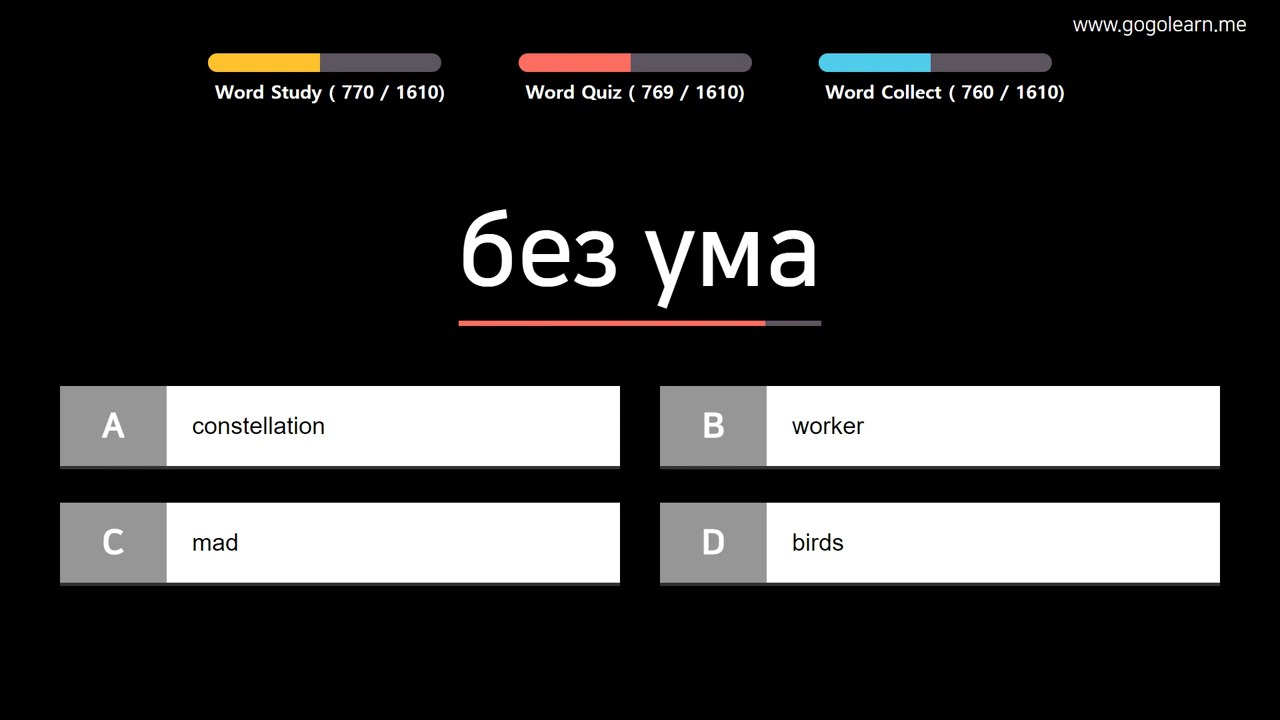 www.gogolearn.me
Word Study ( 770 / 1610)
Word Quiz ( 769 / 1610)
Word Collect ( 760 / 1610)
без ума
A constellation
B worker
C mad
D birds